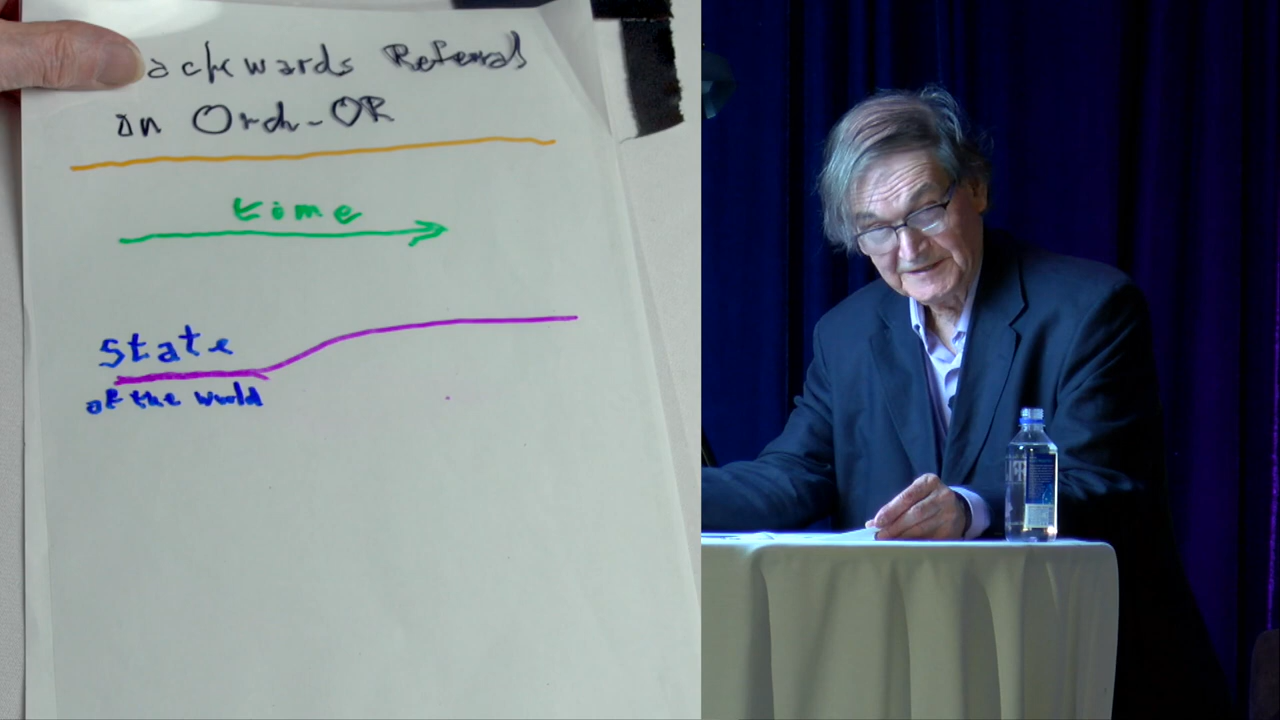 ackwards Referral
in Orch-OR
time
State
of the world